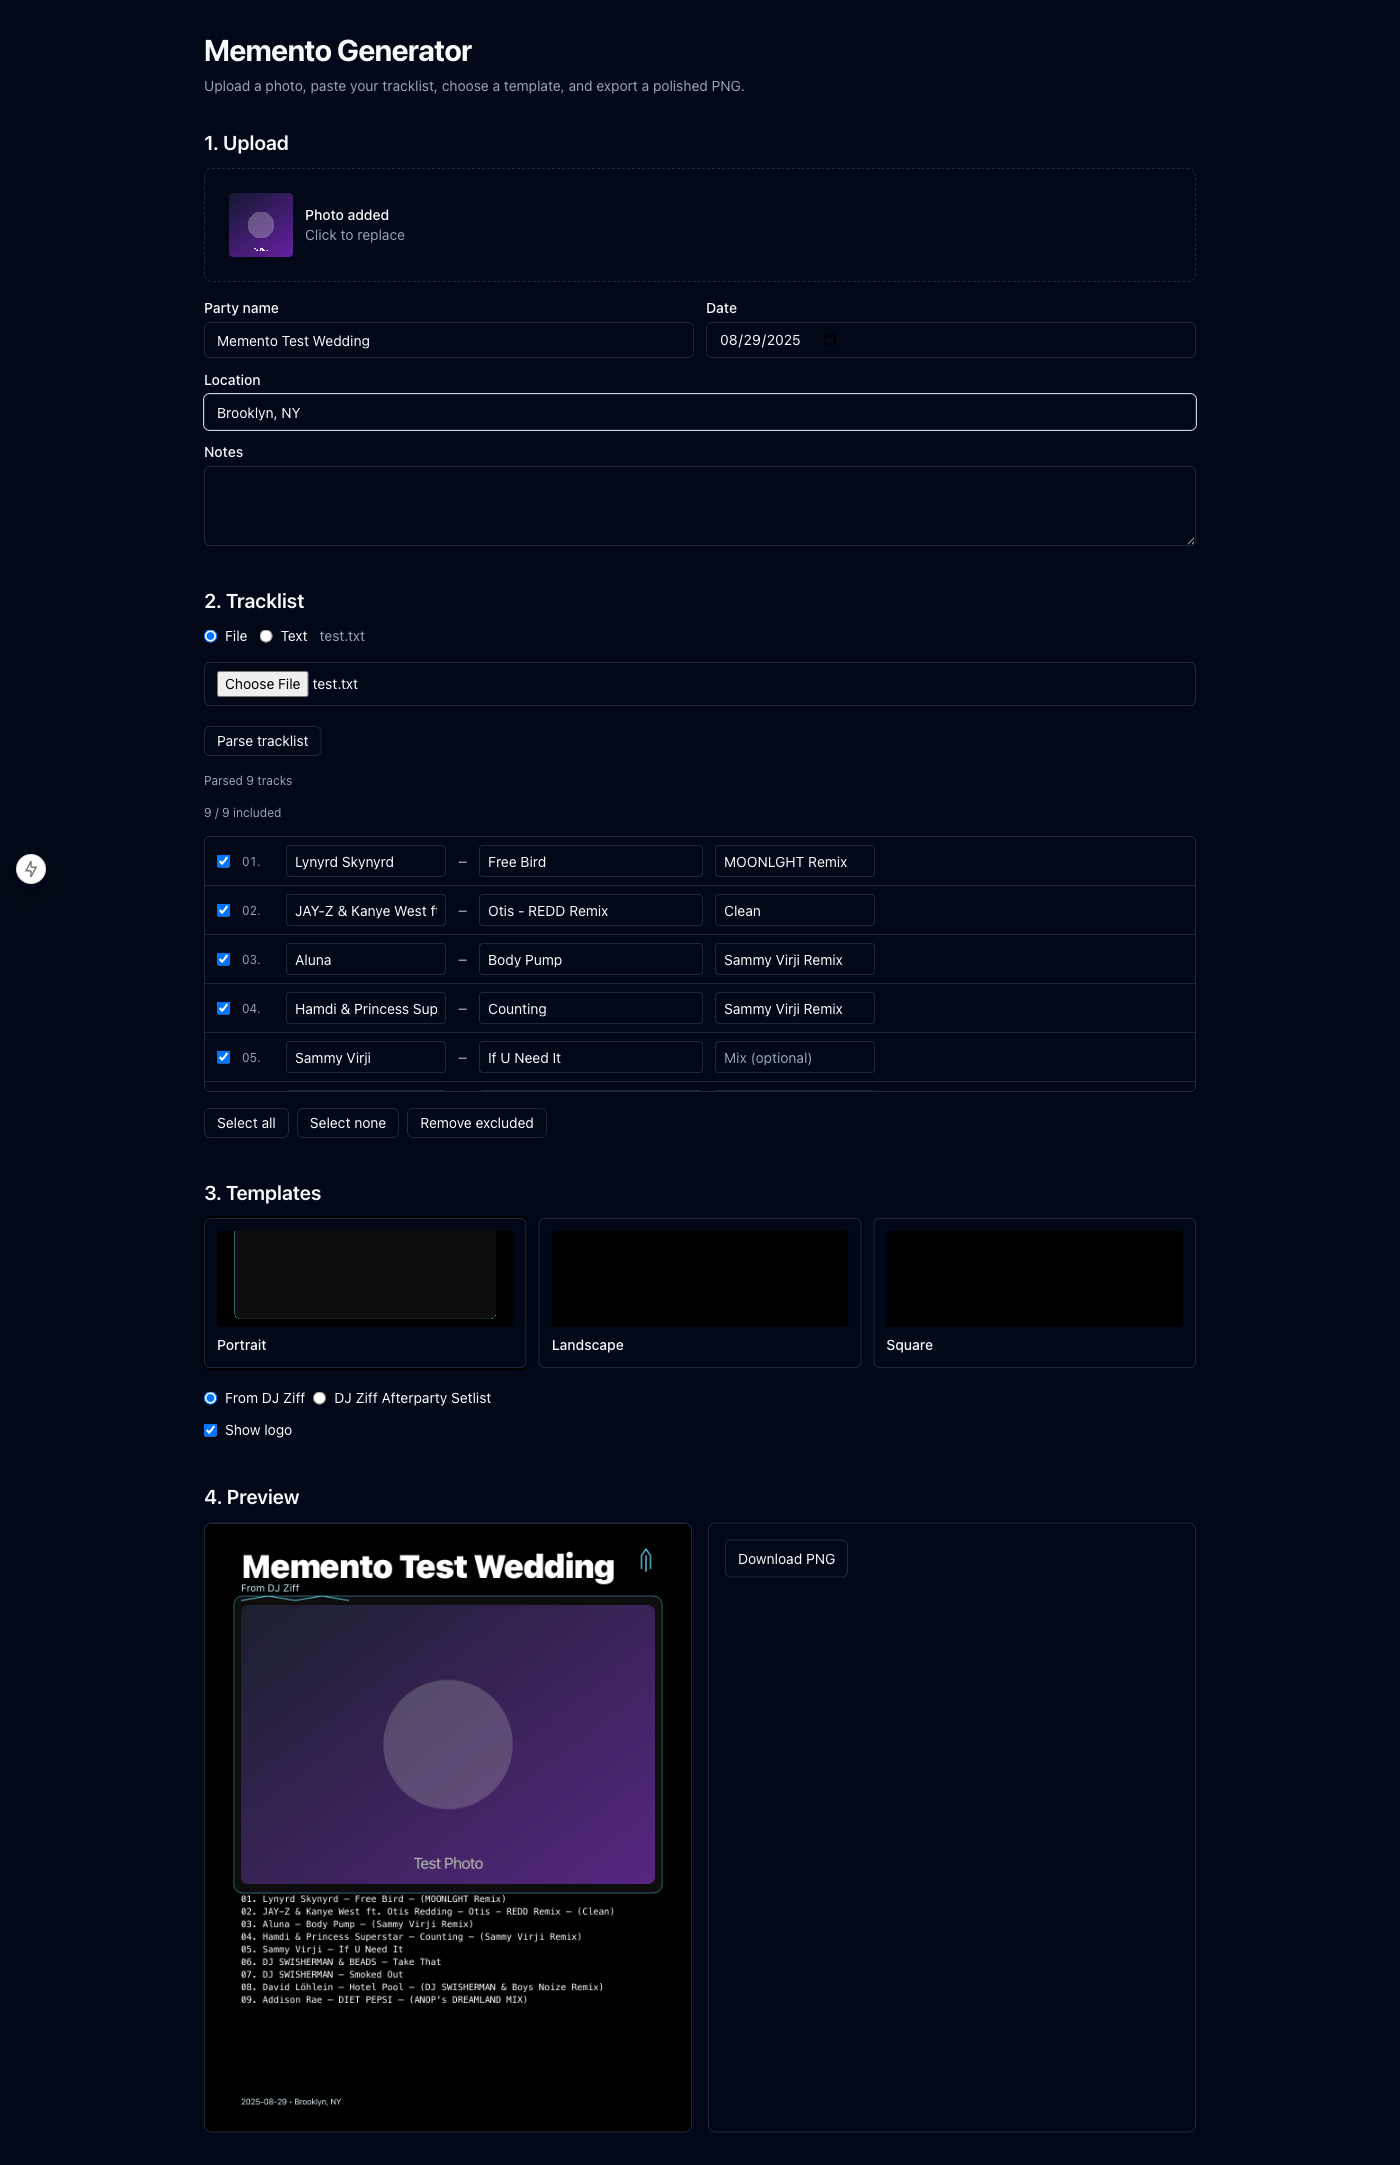 Memento Generator
Upload a photo, paste your tracklist, choose a template, and export a polished PNG.
1. Upload
Photo added
Click to replace
Party name
Date
Memento Test Wedding
08/29/2025
Location
Brooklyn, NY
Notes
2. Tracklist
File Text test.txt
Choose File test.txt
Parse tracklist
Parsed 9 tracks
9 / 9 included
01. Lynyrd Skynyrd – Free Bird MOONLGHT Remix
02. JAY-Z & Kanye West f – Otis - REDD Remix Clean
03. Aluna – Body Pump Sammy Virji Remix
04. Hamdi & Princess Sup – Counting Sammy Virji Remix
05. Sammy Virji – If U Need It Mix (optional)
Select all Select none Remove excluded
3. Templates
Portrait
Landscape
Square
From DJ Ziff DJ Ziff Afterparty Setlist
Show logo
4. Preview
Memento Test Wedding
From DJ Ziff
Test Photo
01. Lynyrd Skynyrd – Free Bird – (MOONLGHT Remix)
02. JAY-Z & Kanye West ft. Otis Redding – Otis - REDD Remix – (Clean)
03. Aluna – Body Pump – (Sammy Virji Remix)
04. Hamdi & Princess Superstar – Counting – (Sammy Virji Remix)
05. Sammy Virji – If U Need It
06. DJ SWISHERMAN & BEADS – Take That
07. DJ SWISHERMAN – Smoked Out
08. David Löhlein – Hotel Pool – (DJ SWISHERMAN & Boys Noize Remix)
09. Addison Rae – DIET PEPSI – (ANOP's DREAMLAND MIX)
2025-08-29 • Brooklyn, NY
Download PNG